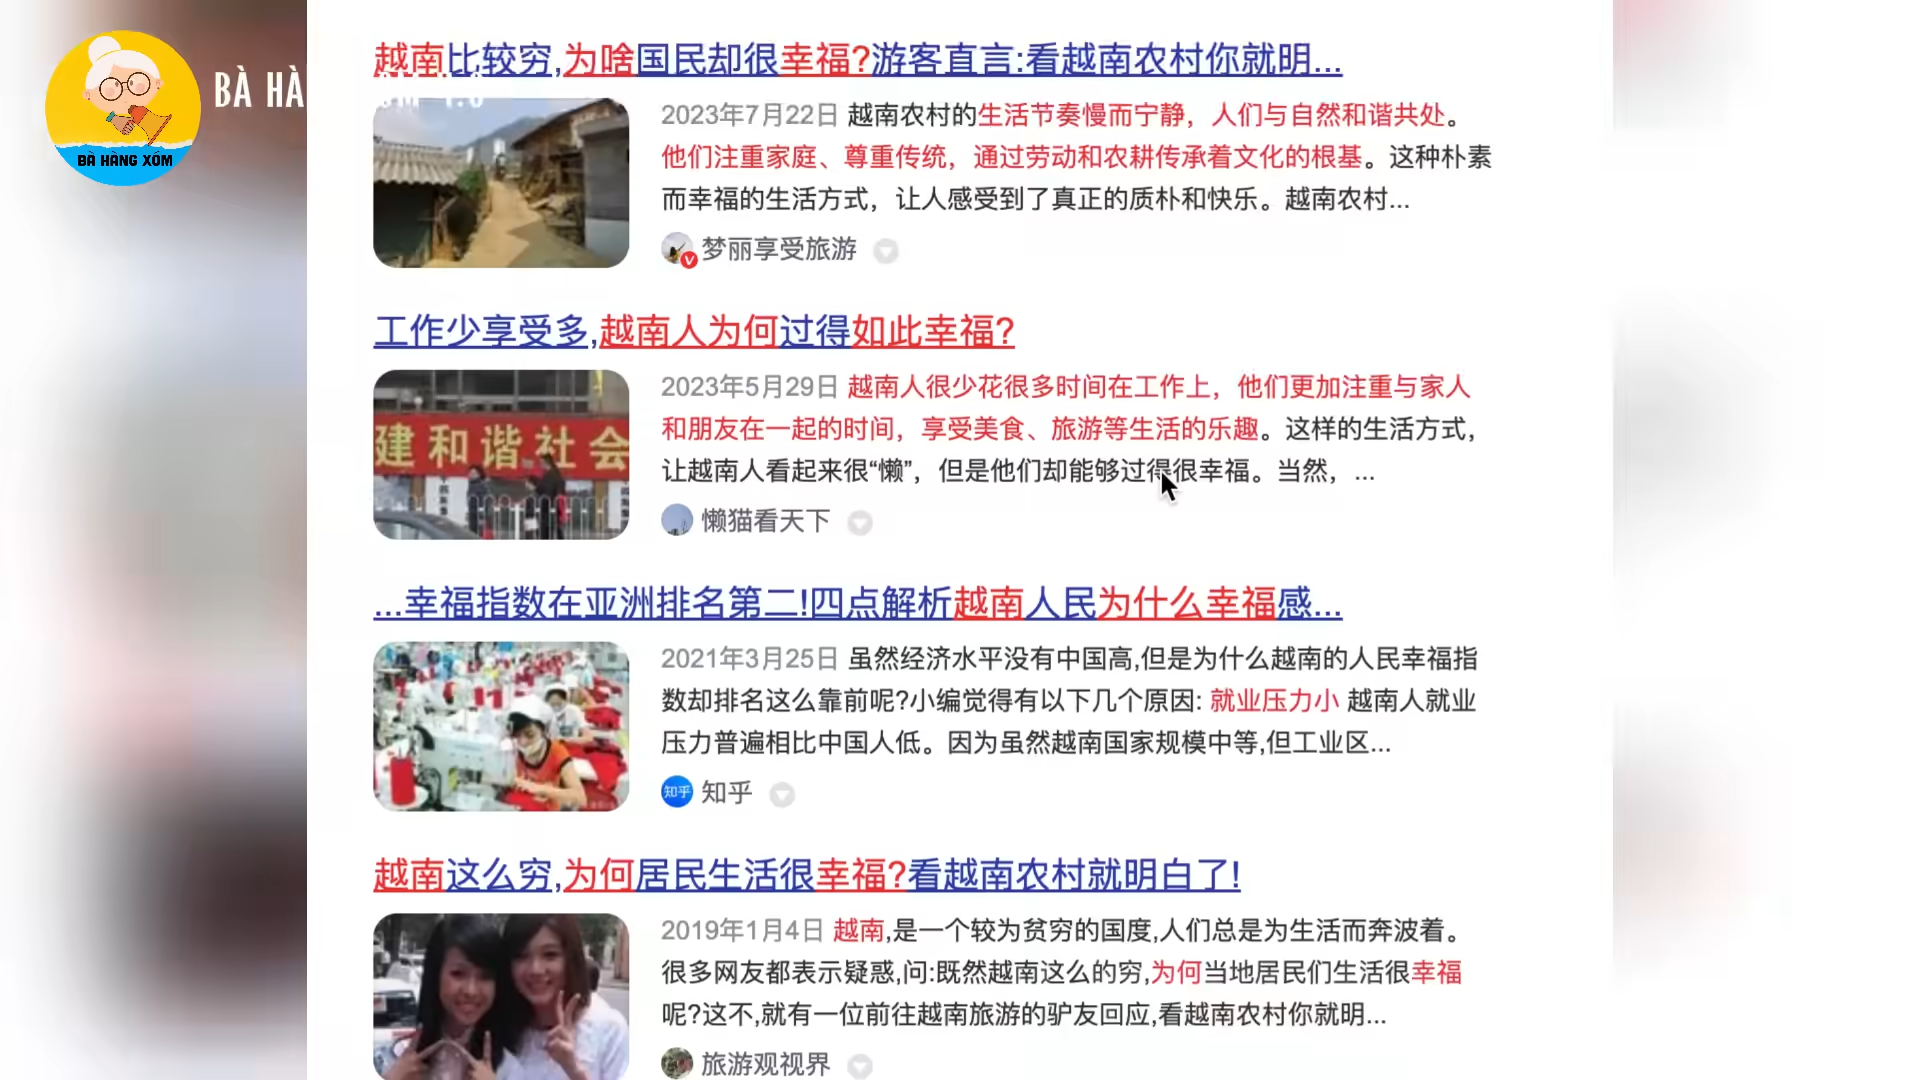 BÀ HÀ
BÀ HÀNG XÓM
越南比较穷,为啥国民却很幸福?游客直言:看越南农村你就明...
2023年7月22日 越南农村的生活节奏慢而宁静，人们与自然和谐共处。
他们注重家庭、尊重传统，通过劳动和农耕传承着文化的根基。这种朴素
而幸福的生活方式，让人感受到了真正的质朴和快乐。越南农村...
梦丽享受旅游
工作少享受多,越南人为何过得如此幸福?
建和谐社会
2023年5月29日 越南人很少花很多时间在工作上，他们更加注重与家人
和朋友在一起的时间，享受美食、旅游等生活的乐趣。这样的生活方式，
让越南人看起来很“懒”，但是他们却能够过得很幸福。当然，...
懒猫看天下
...幸福指数在亚洲排名第二!四点解析越南人民为什么幸福感...
2021年3月25日 虽然经济水平没有中国高,但是为什么越南的人民幸福指
数却排名这么靠前呢?小编觉得有以下几个原因: 就业压力小 越南人就业
压力普遍相比中国人低。因为虽然越南国家规模中等,但工业区...
知乎 知乎
越南这么穷,为何居民生活很幸福?看越南农村就明白了!
2019年1月4日 越南,是一个较为贫穷的国度,人们总是为生活而奔波着。
很多网友都表示疑惑,问:既然越南这么的穷,为何当地居民们生活很幸福
呢?这不,就有一位前往越南旅游的驴友回应,看越南农村你就明...
旅游观视界